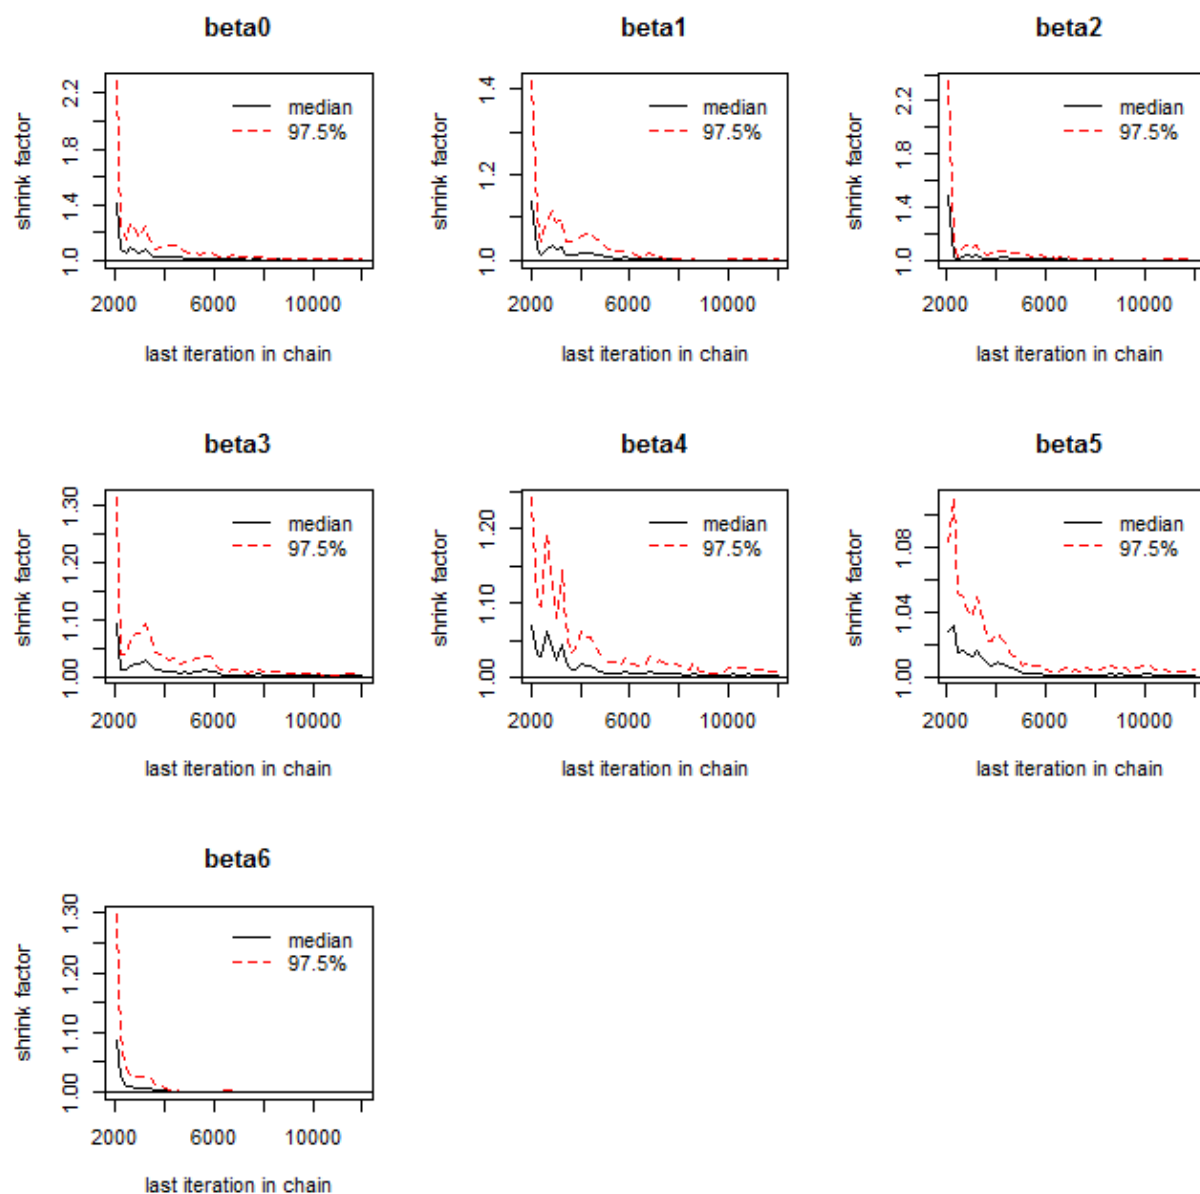 beta0
2.2
1.8
1.4
1.0
shrink factor
median
97.5%
2000 6000 10000
last iteration in chain
beta1
1.4
1.2
1.0
shrink factor
median
97.5%
2000 6000 10000
last iteration in chain
beta2
2.2
1.8
1.4
1.0
shrink factor
median
97.5%
2000 6000 10000
last iteration in chain
beta3
1.30
1.20
1.10
1.00
shrink factor
median
97.5%
2000 6000 10000
last iteration in chain
beta4
1.20
1.10
1.00
shrink factor
median
97.5%
2000 6000 10000
last iteration in chain
beta5
1.08
1.04
1.00
shrink factor
median
97.5%
2000 6000 10000
last iteration in chain
beta6
1.30
1.20
1.10
1.00
shrink factor
median
97.5%
2000 6000 10000
last iteration in chain